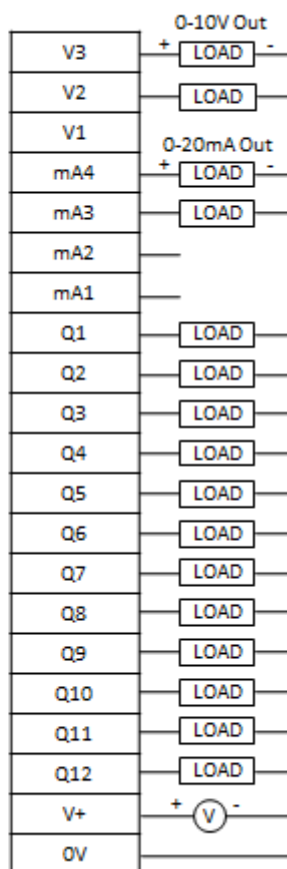 0-10V Out
V3 + LOAD -
V2 LOAD
V1
0-20mA Out
mA4 + LOAD -
mA3 LOAD
mA2
mA1
Q1 LOAD
Q2 LOAD
Q3 LOAD
Q4 LOAD
Q5 LOAD
Q6 LOAD
Q7 LOAD
Q8 LOAD
Q9 LOAD
Q10 LOAD
Q11 LOAD
Q12 LOAD
V+ + V -
0V